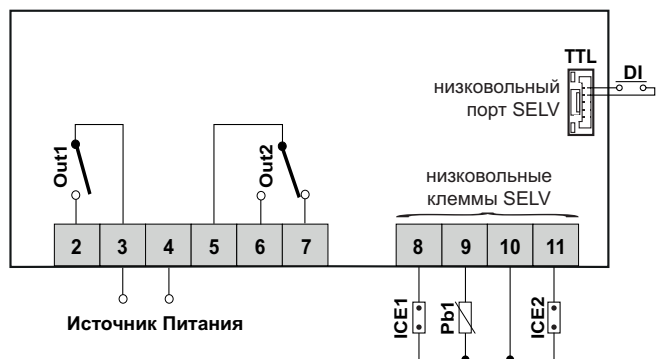 TTL
DI
низковольный
порт SELV
Out1
Out2
низковольные
клеммы SELV
2 3 4 5 6 7 8 9 10 11
Источник Питания
ICE1
Pb1
ICE2